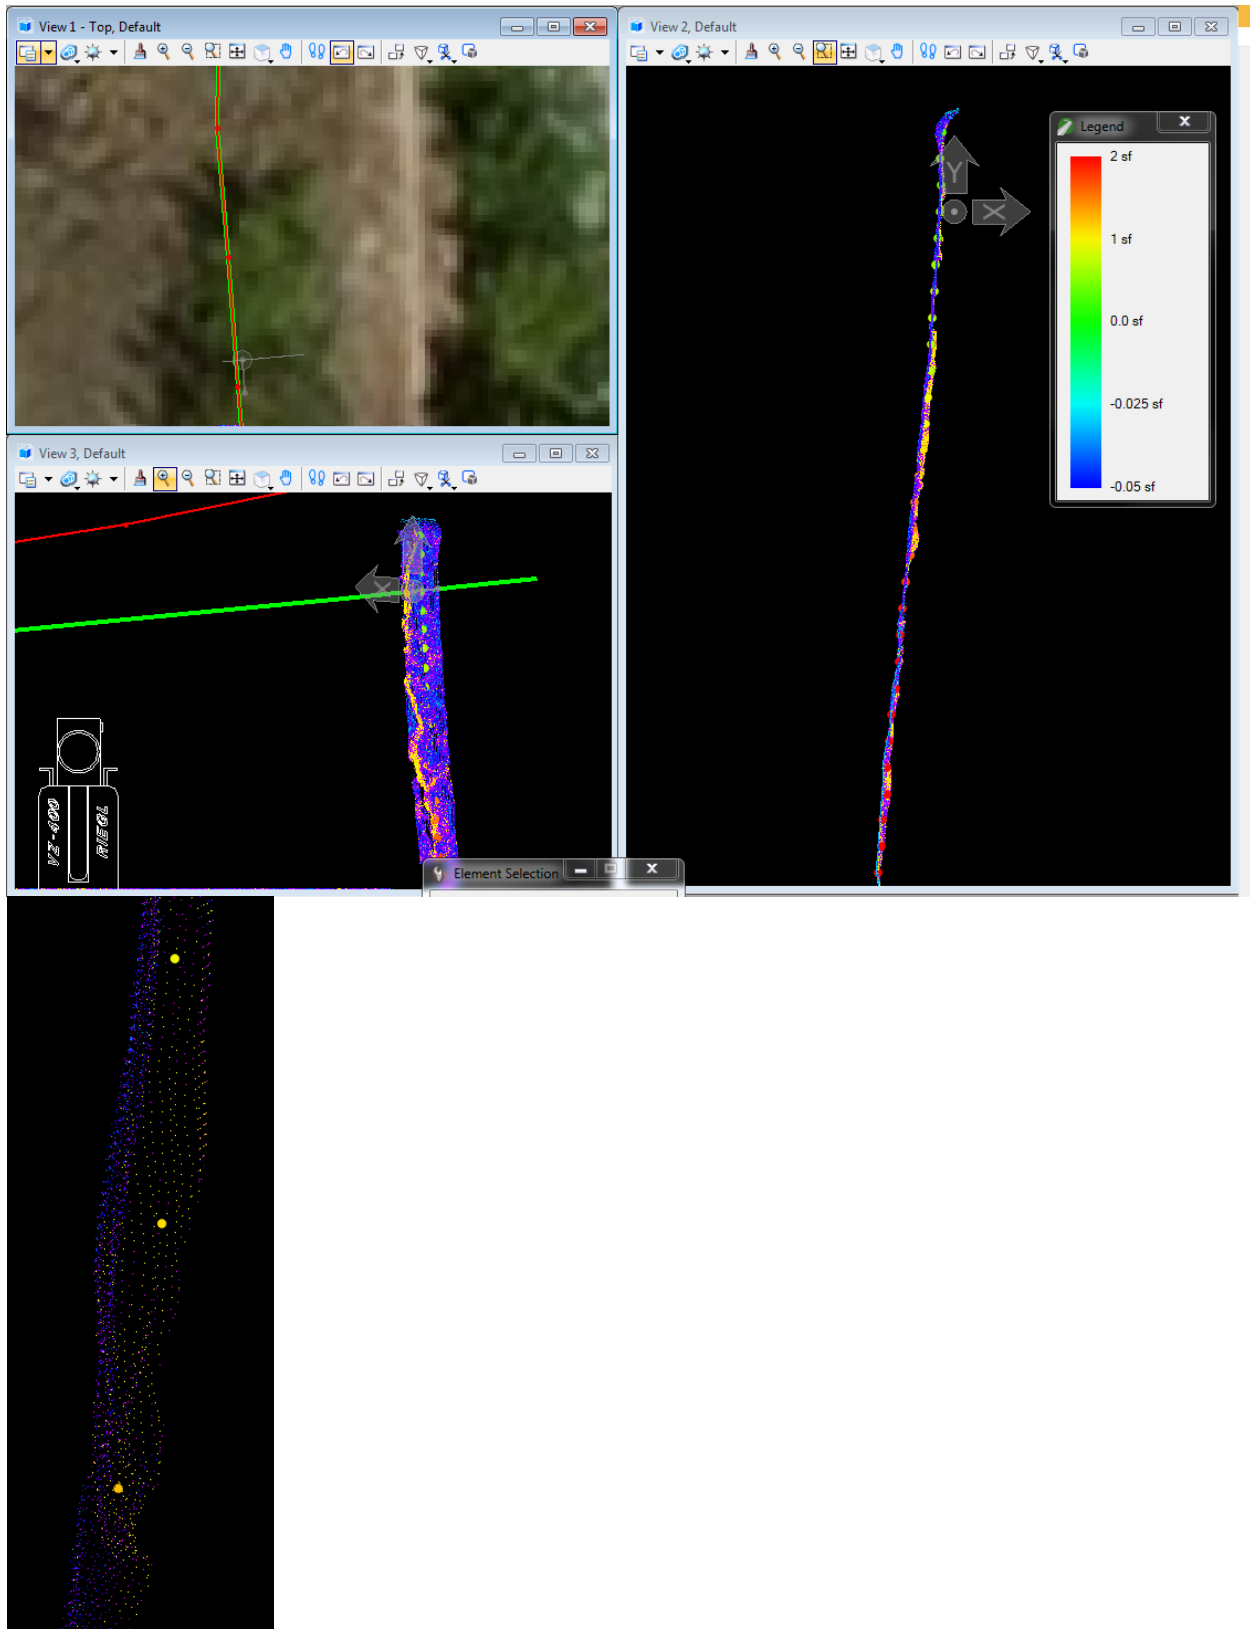 View 1 - Top, Default
View 2, Default
Legend
2 sf
1 sf
0.0 sf
-0.025 sf
-0.05 sf
Y
X
View 3, Default
X
VZ-400
RIEGL
Element Selection